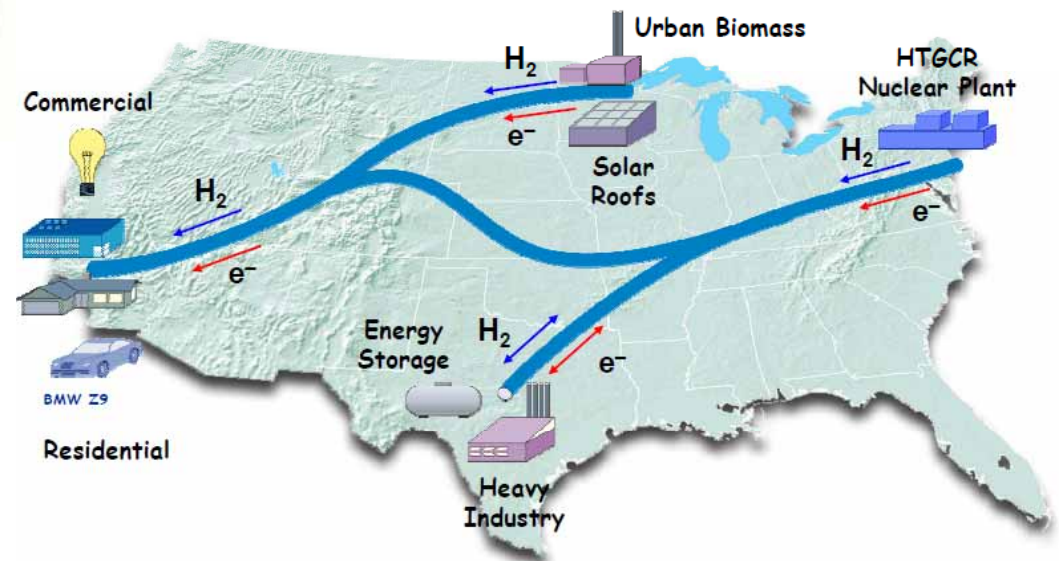 Urban Biomass
HTGCR
Nuclear Plant
H₂
Commercial
e⁻
H₂
Solar
Roofs
e⁻
H₂
e⁻
Energy
Storage
H₂
e⁻
BMW Z9
Residential
Heavy
Industry